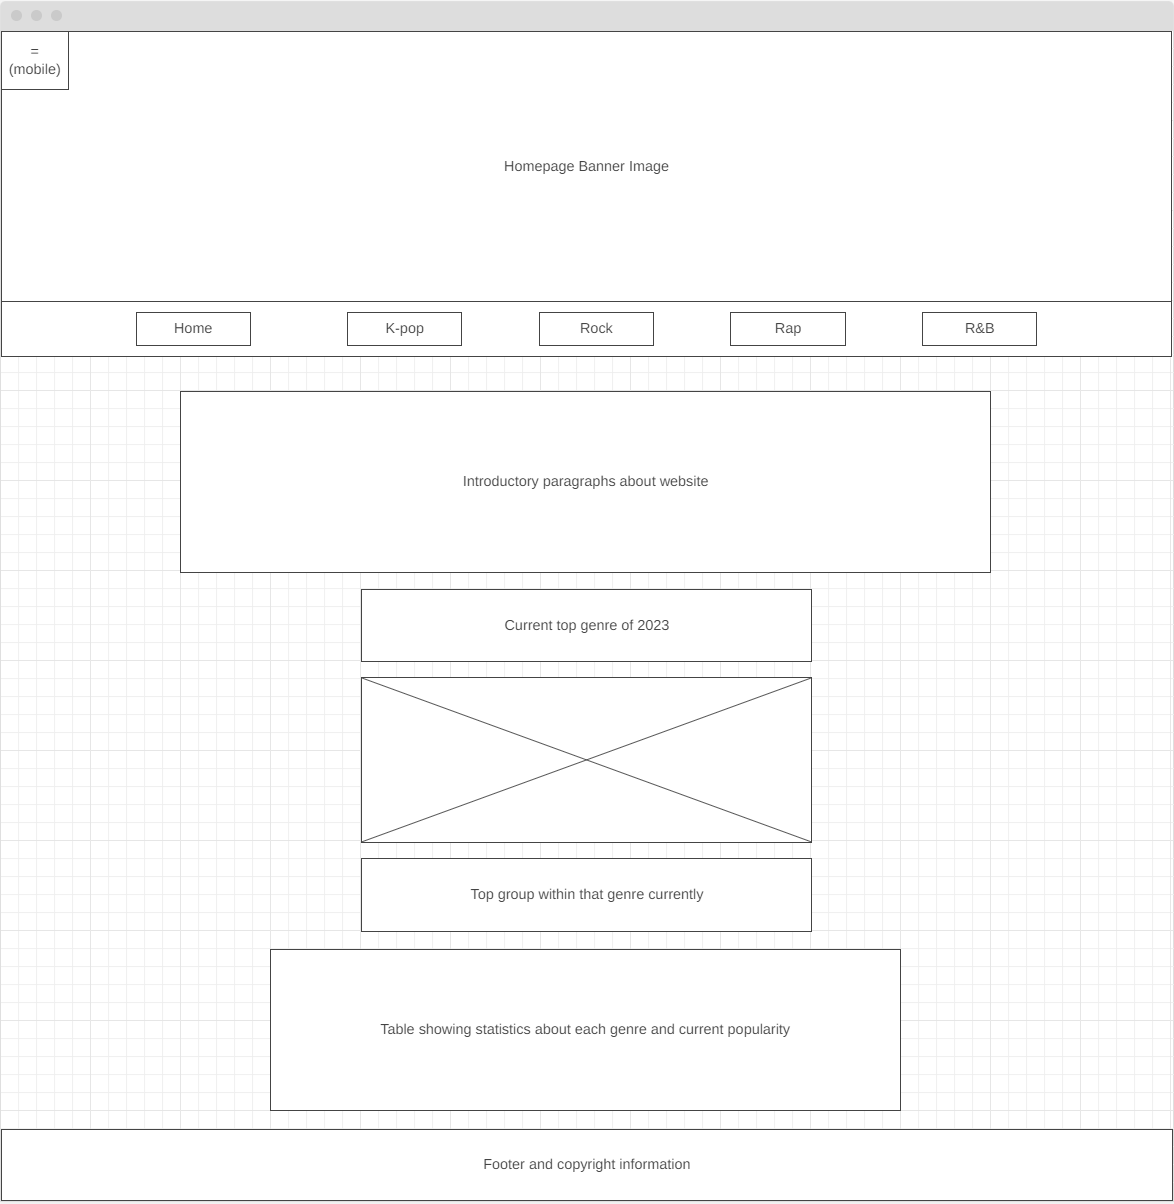 =
(mobile)
Homepage Banner Image
Home
K-pop
Rock
Rap
R&B
Introductory paragraphs about website
Current top genre of 2023
Top group within that genre currently
Table showing statistics about each genre and current popularity
Footer and copyright information